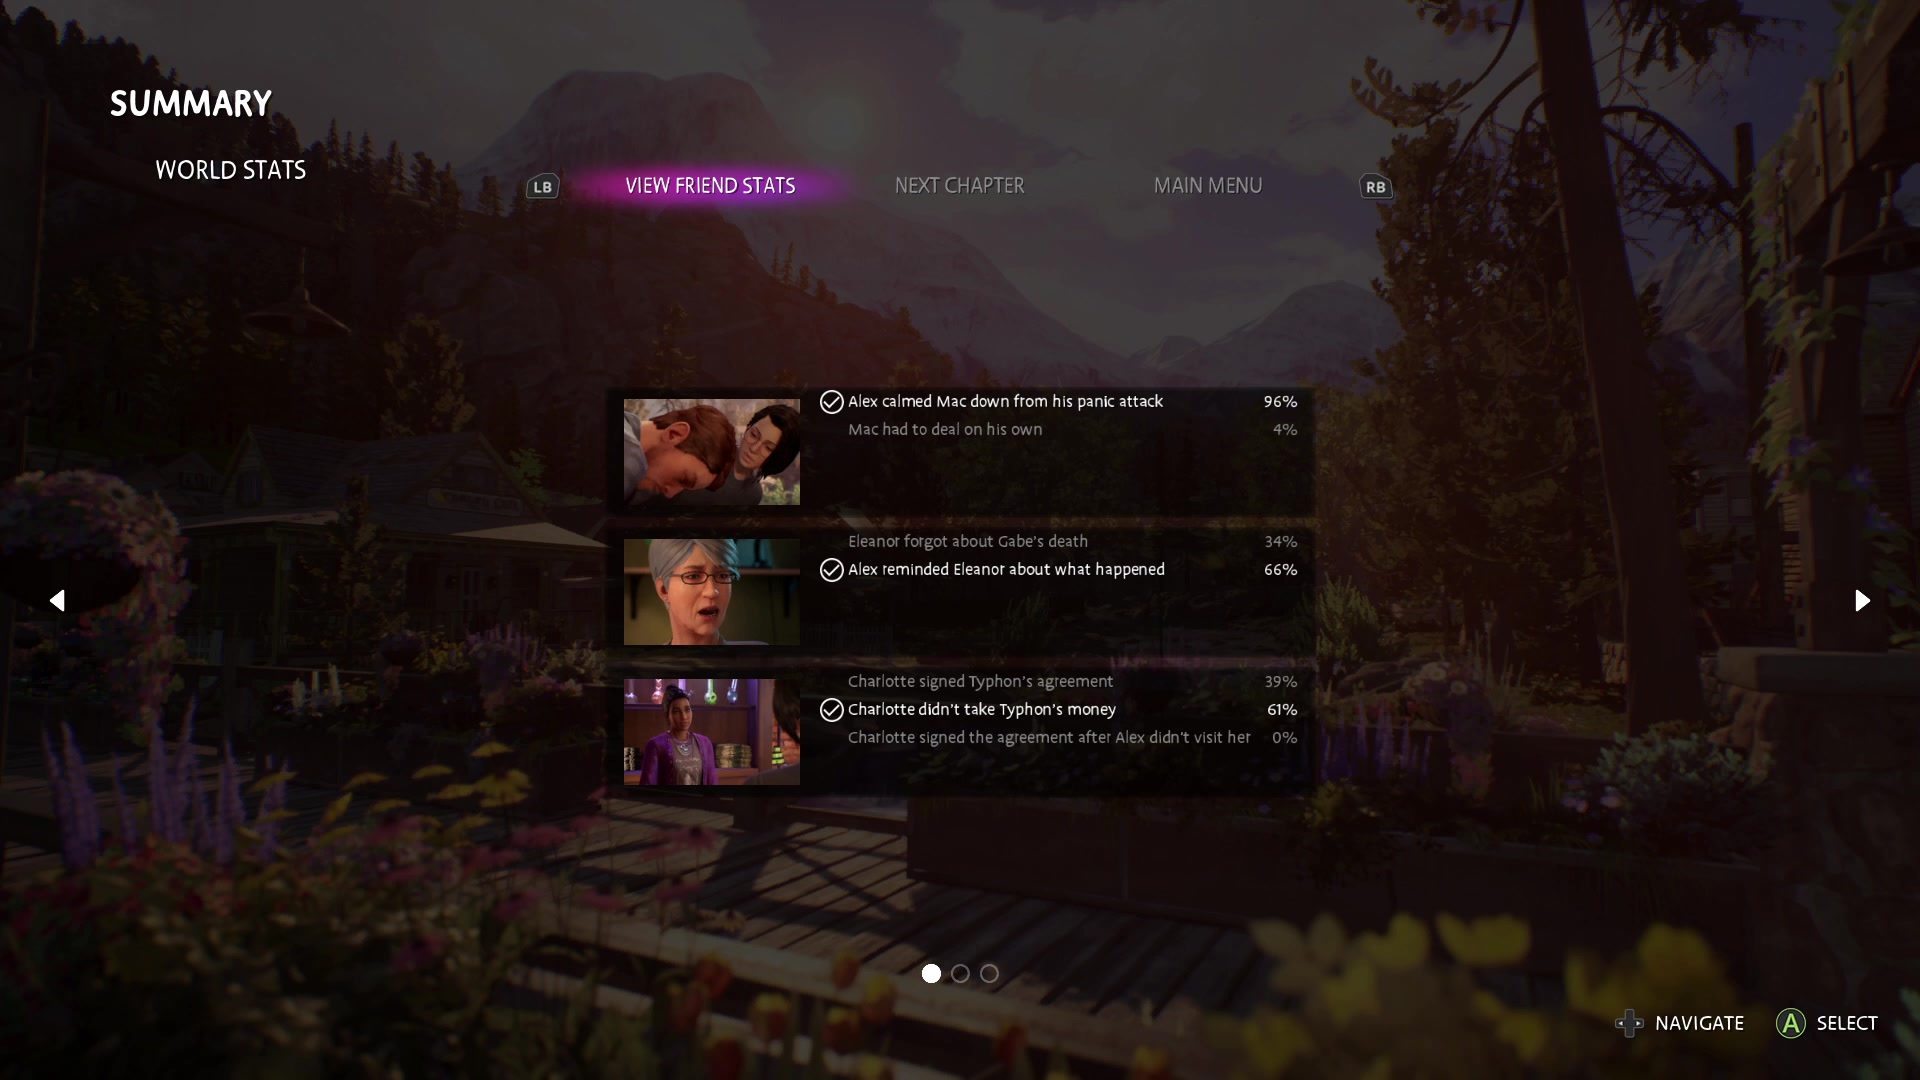 SUMMARY
WORLD STATS
LB
VIEW FRIEND STATS
NEXT CHAPTER
MAIN MENU
RB
Alex calmed Mac down from his panic attack 96%
Mac had to deal on his own 4%
Eleanor forgot about Gabe's death 34%
Alex reminded Eleanor about what happened 66%
Charlotte signed Typhon's agreement 39%
Charlotte didn't take Typhon's money 61%
Charlotte signed the agreement after Alex didn't visit her 0%
NAVIGATE
A SELECT